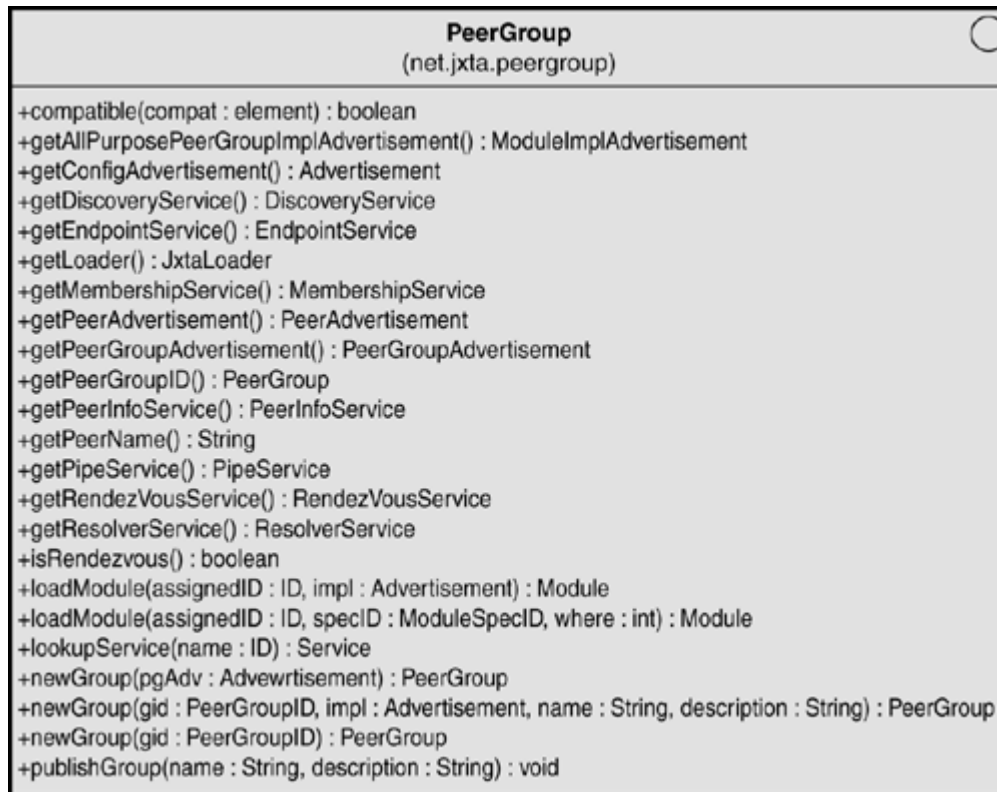 PeerGroup
(net.jxta.peergroup)
+compatible(compat : element) : boolean
+getAllPurposePeerGroupImplAdvertisement() : ModuleImplAdvertisement
+getConfigAdvertisement() : Advertisement
+getDiscoveryService() : DiscoveryService
+getEndpointService() : EndpointService
+getLoader() : JxtaLoader
+getMembershipService() : MembershipService
+getPeerAdvertisement() : PeerAdvertisement
+getPeerGroupAdvertisement() : PeerGroupAdvertisement
+getPeerGroupID() : PeerGroup
+getPeerInfoService() : PeerInfoService
+getPeerName() : String
+getPipeService() : PipeService
+getRendezVousService() : RendezVousService
+getResolverService() : ResolverService
+isRendezvous() : boolean
+loadModule(assignedID : ID, impl : Advertisement) : Module
+loadModule(assignedID : ID, specID : ModuleSpecID, where : int) : Module
+lookupService(name : ID) : Service
+newGroup(pgAdv : Advewrtisement) : PeerGroup
+newGroup(gid : PeerGroupID, impl : Advertisement, name : String, description : String) : PeerGroup
+newGroup(gid : PeerGroupID) : PeerGroup
+publishGroup(name : String, description : String) : void